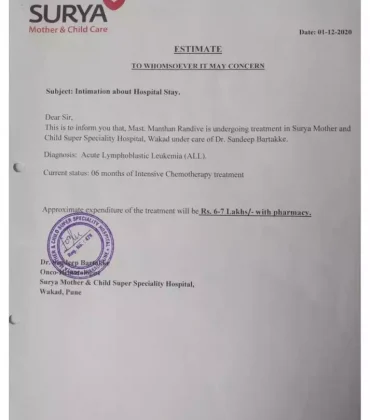 SURYA
Mother & Child Care
Date: 01-12-2020
ESTIMATE
TO WHOMSOEVER IT MAY CONCERN
Subject: Intimation about Hospital Stay.
Dear Sir,
This is to inform you that, Mast. Manthan Randive is undergoing treatment in Surya Mother and
Child Super Speciality Hospital, Wakad under care of Dr. Sandeep Bartakke.
Diagnosis: Acute Lymphoblastic Leukemia (ALL).
Current status: 06 months of Intensive Chemotherapy treatment
Approximate expenditure of the treatment will be Rs. 6-7 Lakhs/- with pharmacy.
Dr. Sandeep Bartakke
Surya Mother & Child Super Speciality Hospital,
Wakad, Pune